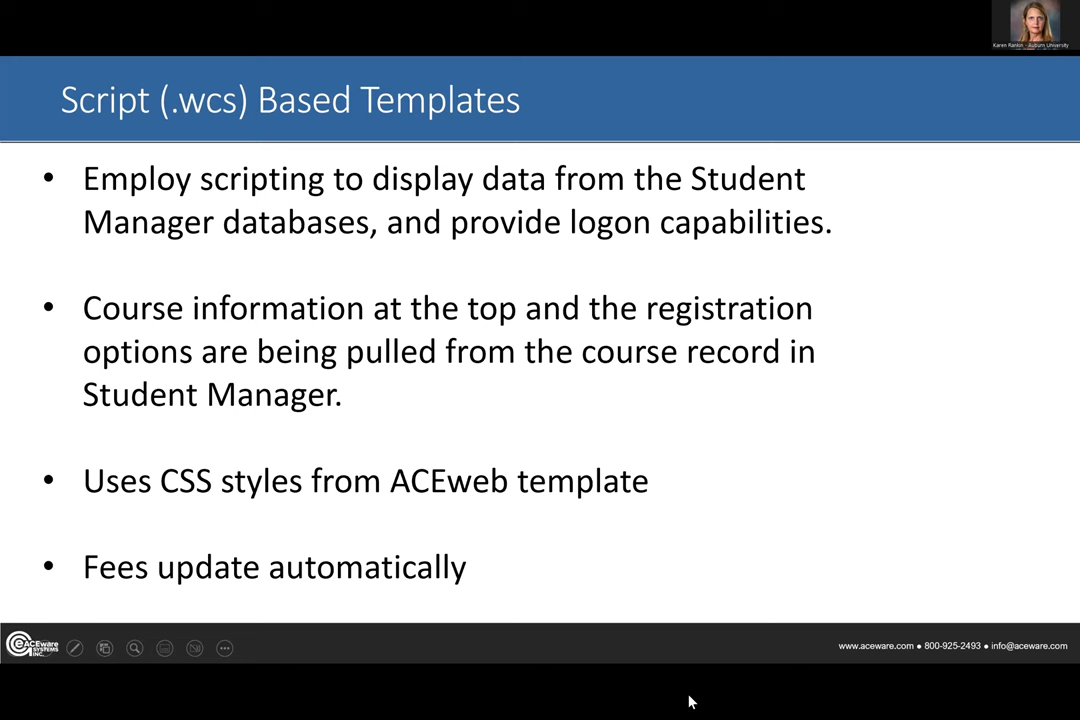 Karen Rankin - Auburn University
Script (.wcs) Based Templates
• Employ scripting to display data from the Student
Manager databases, and provide logon capabilities.
• Course information at the top and the registration
options are being pulled from the course record in
Student Manager.
• Uses CSS styles from ACEweb template
• Fees update automatically
ACEware
SYSTEMS
INC.
www.aceware.com ● 800-925-2493 ● info@aceware.com